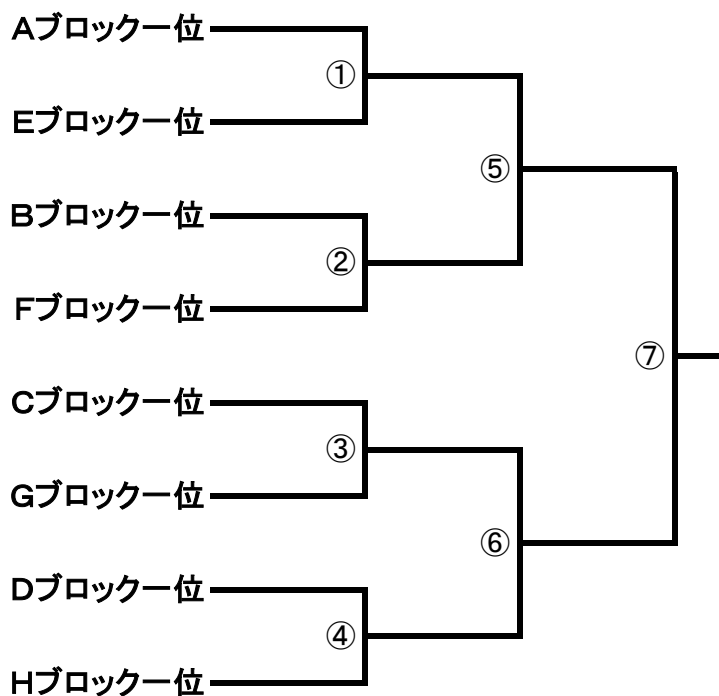 Aブロック一位
①
Eブロック一位
⑤
Bブロック一位
②
Fブロック一位
⑦
Cブロック一位
③
Gブロック一位
⑥
Dブロック一位
④
Hブロック一位